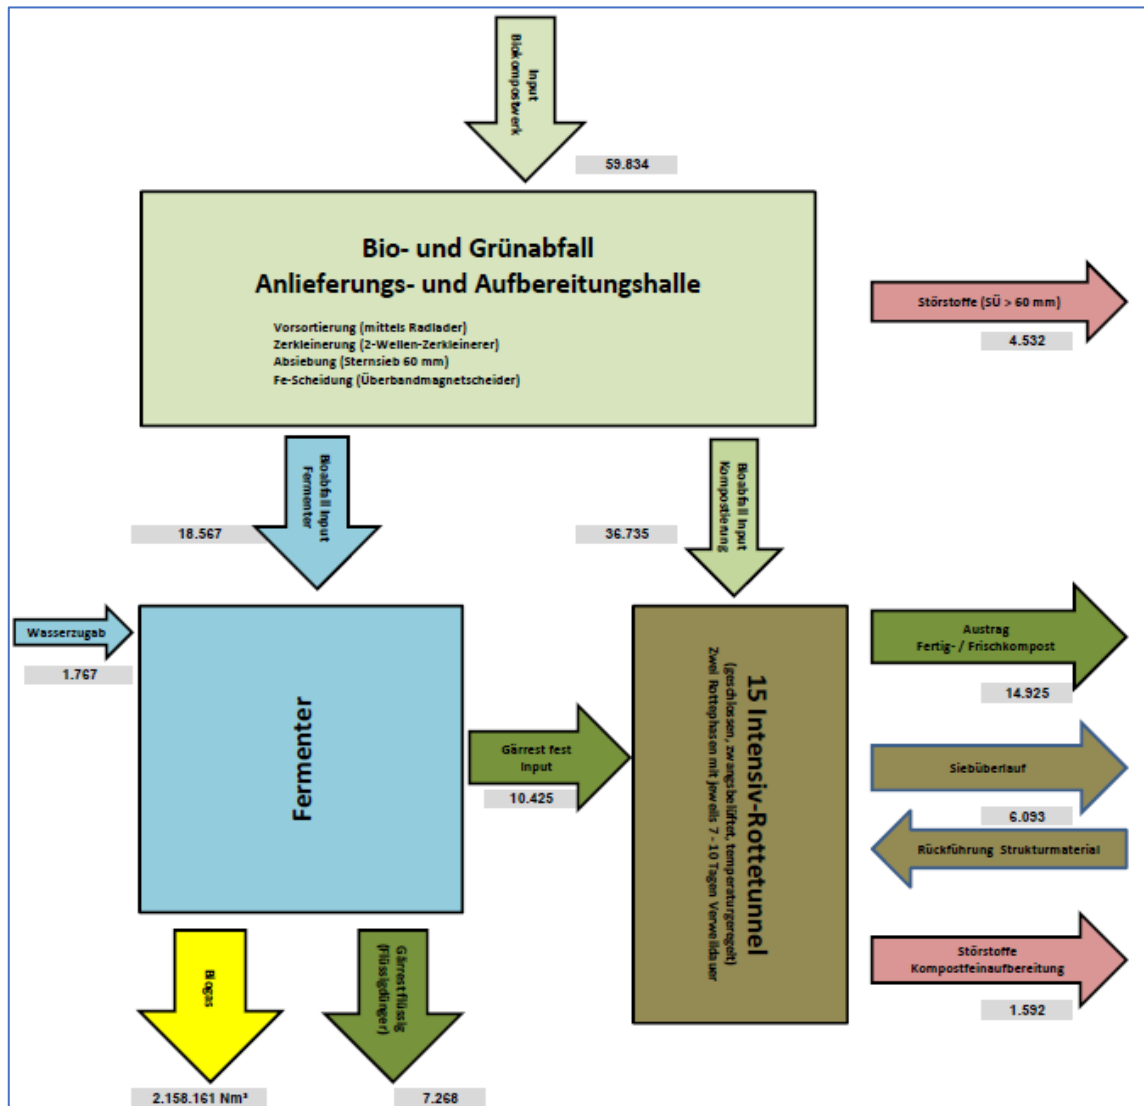 Input
Biokompostwerk
59.834
Bio- und Grünabfall
Anlieferungs- und Aufbereitungshalle
Vorsortierung (mittels Radlader)
Zerkleinerung (2-Wellen-Zerkleinerer)
Absiebung (Sternsieb 60 mm)
Fe-Scheidung (Überbandmagnetscheider)
Störstoffe (SÜ > 60 mm)
4.532
Bioabfall Input
Fermenter
18.567
Bioabfall Input
Kompostierung
36.735
Wasserzugab
1.767
Fermenter
Gärrest fest
Input
10.425
15 Intensiv-Rottetunnel
(geschlossen, zwangsbelüftet, temperaturgeregelt)
Zwei Rottephasen mit jeweils 7 - 10 Tagen Verweildauer
Austrag
Fertig- / Frischkompost
14.925
Siebüberlauf
6.093
Rückführung Strukturmaterial
Störstoffe
Kompostfeinaufbereitung
1.592
Biogas
2.158.161 Nm³
Gärrest flüssig
(Flüssigdünger)
7.268